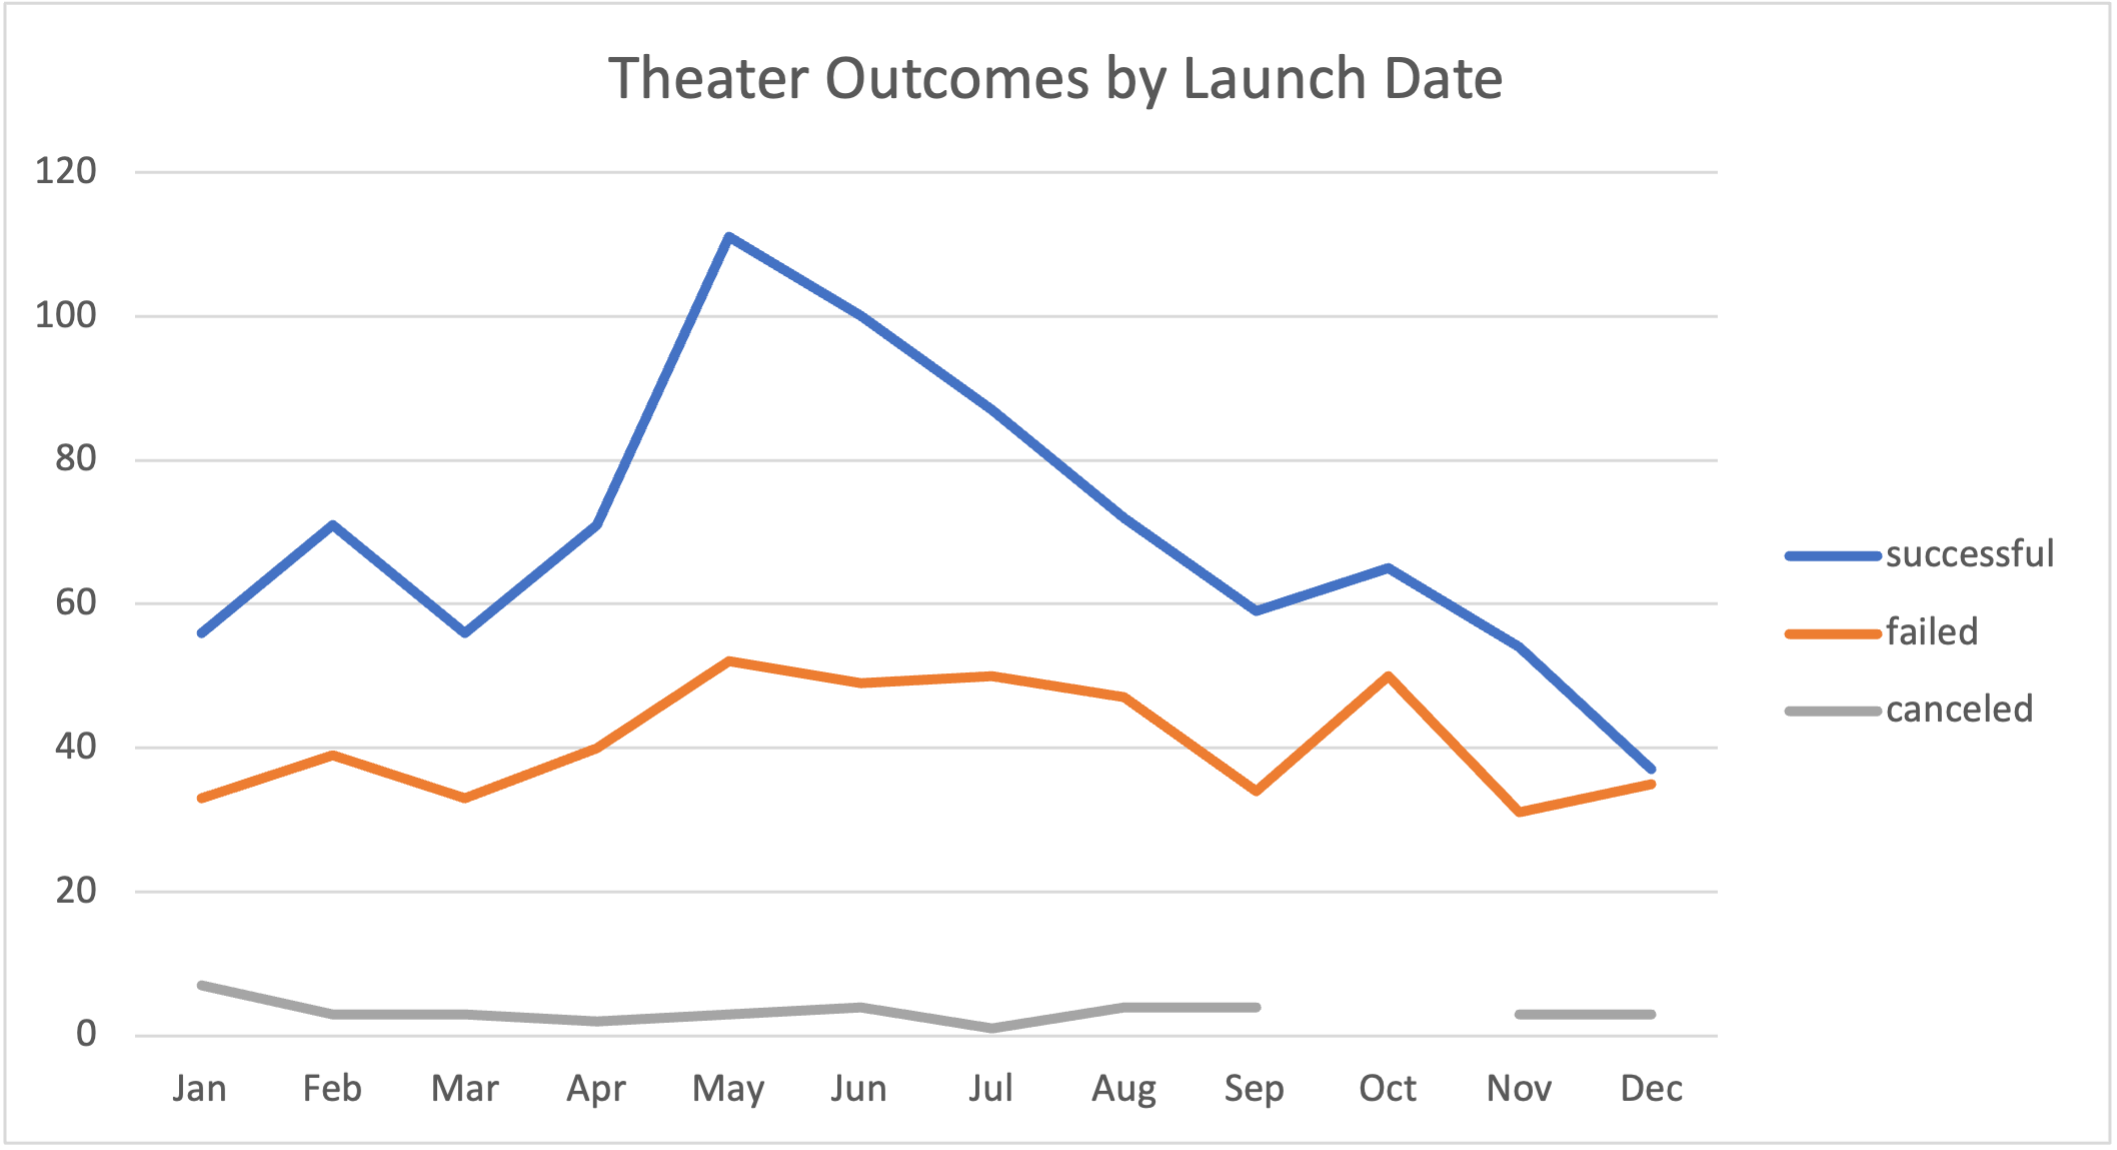 Theater Outcomes by Launch Date
120
100
80
60
40
20
0
Jan Feb Mar Apr May Jun Jul Aug Sep Oct Nov Dec
successful
failed
canceled